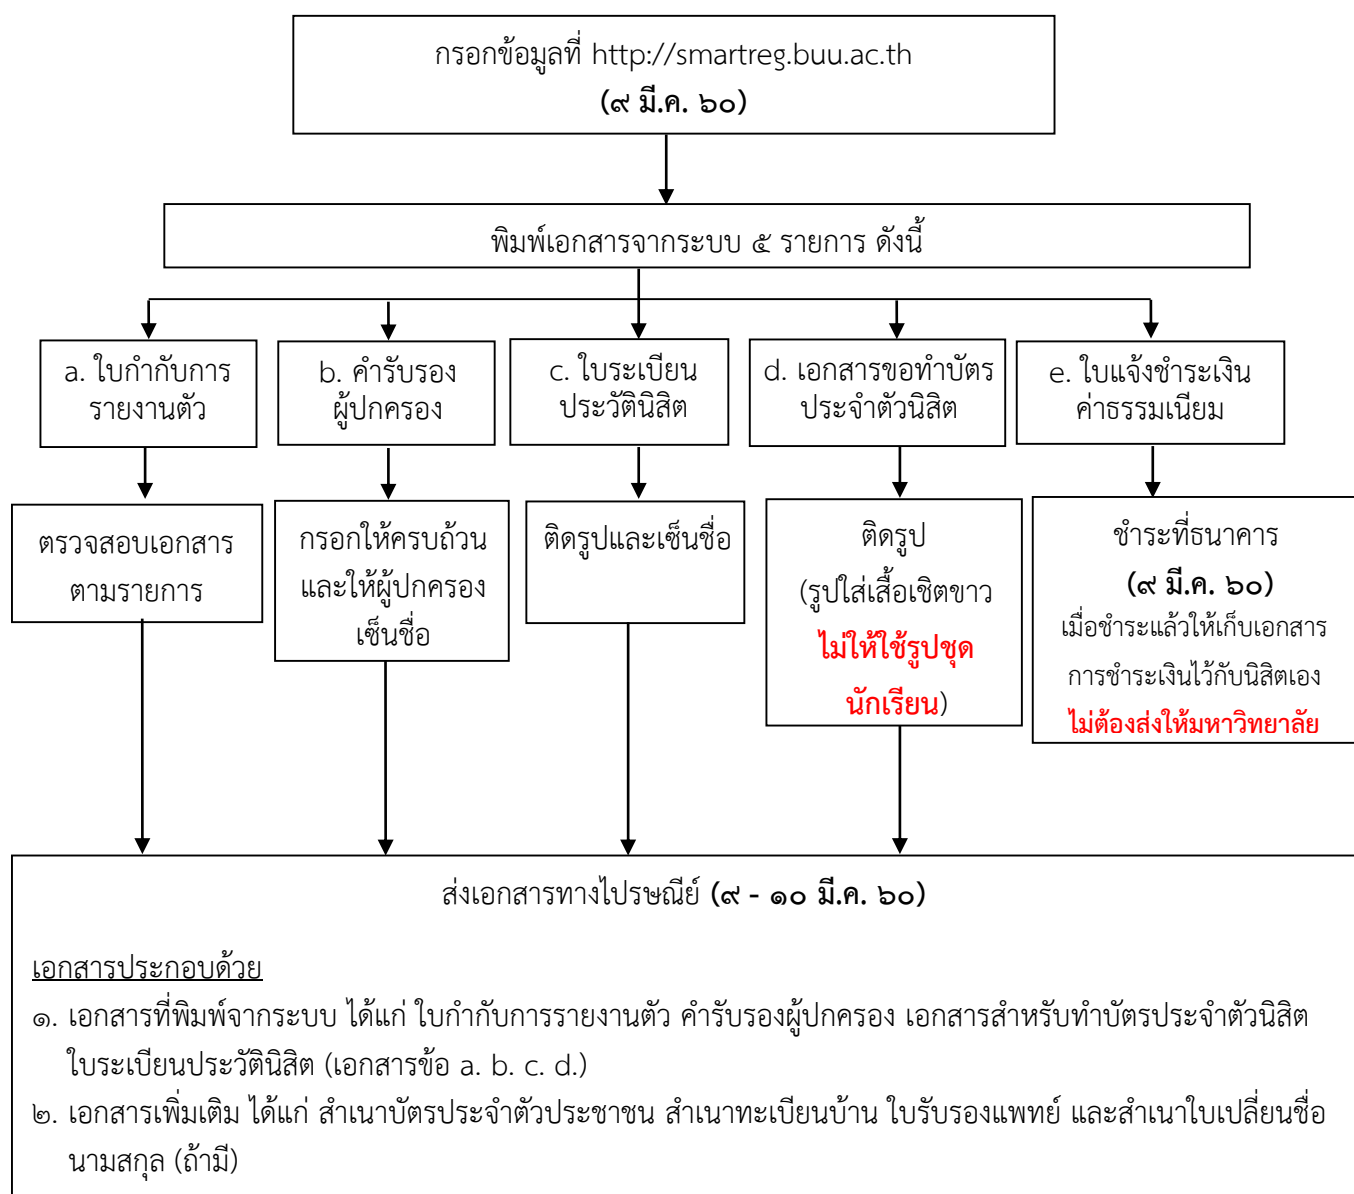 กรอกข้อมูลที่ http://smartreg.buu.ac.th
(๙ มี.ค. ๖๐)
พิมพ์เอกสารจากระบบ ๕ รายการ ดังนี้
a. ใบกำกับการ
รายงานตัว
b. คำรับรอง
ผู้ปกครอง
c. ใบระเบียน
ประวัตินิสิต
d. เอกสารขอทำบัตร
ประจำตัวนิสิต
e. ใบแจ้งชำระเงิน
ค่าธรรมเนียม
ตรวจสอบเอกสาร
ตามรายการ
กรอกให้ครบถ้วน
และให้ผู้ปกครอง
เซ็นชื่อ
ติดรูปและเซ็นชื่อ
ติดรูป
(รูปใส่เสื้อเชิตขาว
ไม่ให้ใช้รูปชุด
นักเรียน)
ชำระที่ธนาคาร
(๙ มี.ค. ๖๐)
เมื่อชำระแล้วให้เก็บเอกสาร
การชำระเงินไว้กับนิสิตเอง
ไม่ต้องส่งให้มหาวิทยาลัย
ส่งเอกสารทางไปรษณีย์ (๙ - ๑๐ มี.ค. ๖๐)
เอกสารประกอบด้วย
๑. เอกสารที่พิมพ์จากระบบ ได้แก่ ใบกำกับการรายงานตัว คำรับรองผู้ปกครอง เอกสารสำหรับทำบัตรประจำตัวนิสิต
ใบระเบียนประวัตินิสิต (เอกสารข้อ a. b. c. d.)
๒. เอกสารเพิ่มเติม ได้แก่ สำเนาบัตรประจำตัวประชาชน สำเนาทะเบียนบ้าน ใบรับรองแพทย์ และสำเนาใบเปลี่ยนชื่อ
นามสกุล (ถ้ามี)